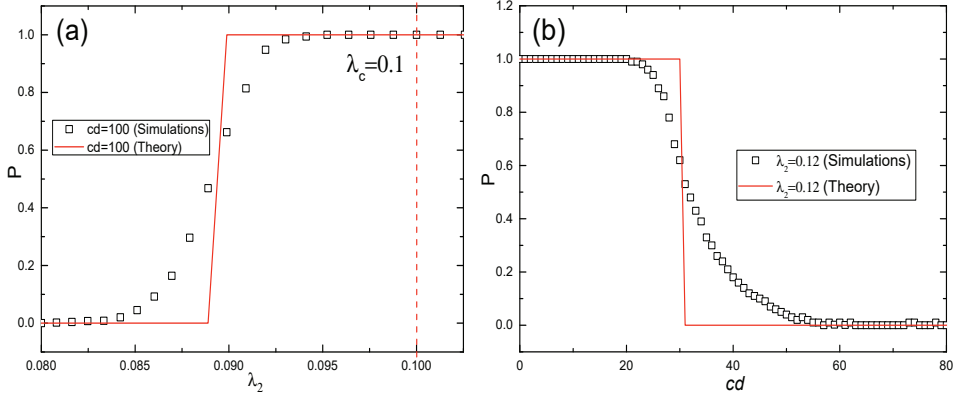 (a)
1.0
0.8
0.6
0.4
0.2
0.0
P
λc=0.1
cd=100 (Simulations)
cd=100 (Theory)
0.080 0.085 0.090 0.095 0.100
λ2
(b)
1.2
1.0
0.8
0.6
0.4
0.2
0.0
P
λ2=0.12 (Simulations)
λ2=0.12 (Theory)
0 20 40 60 80
cd